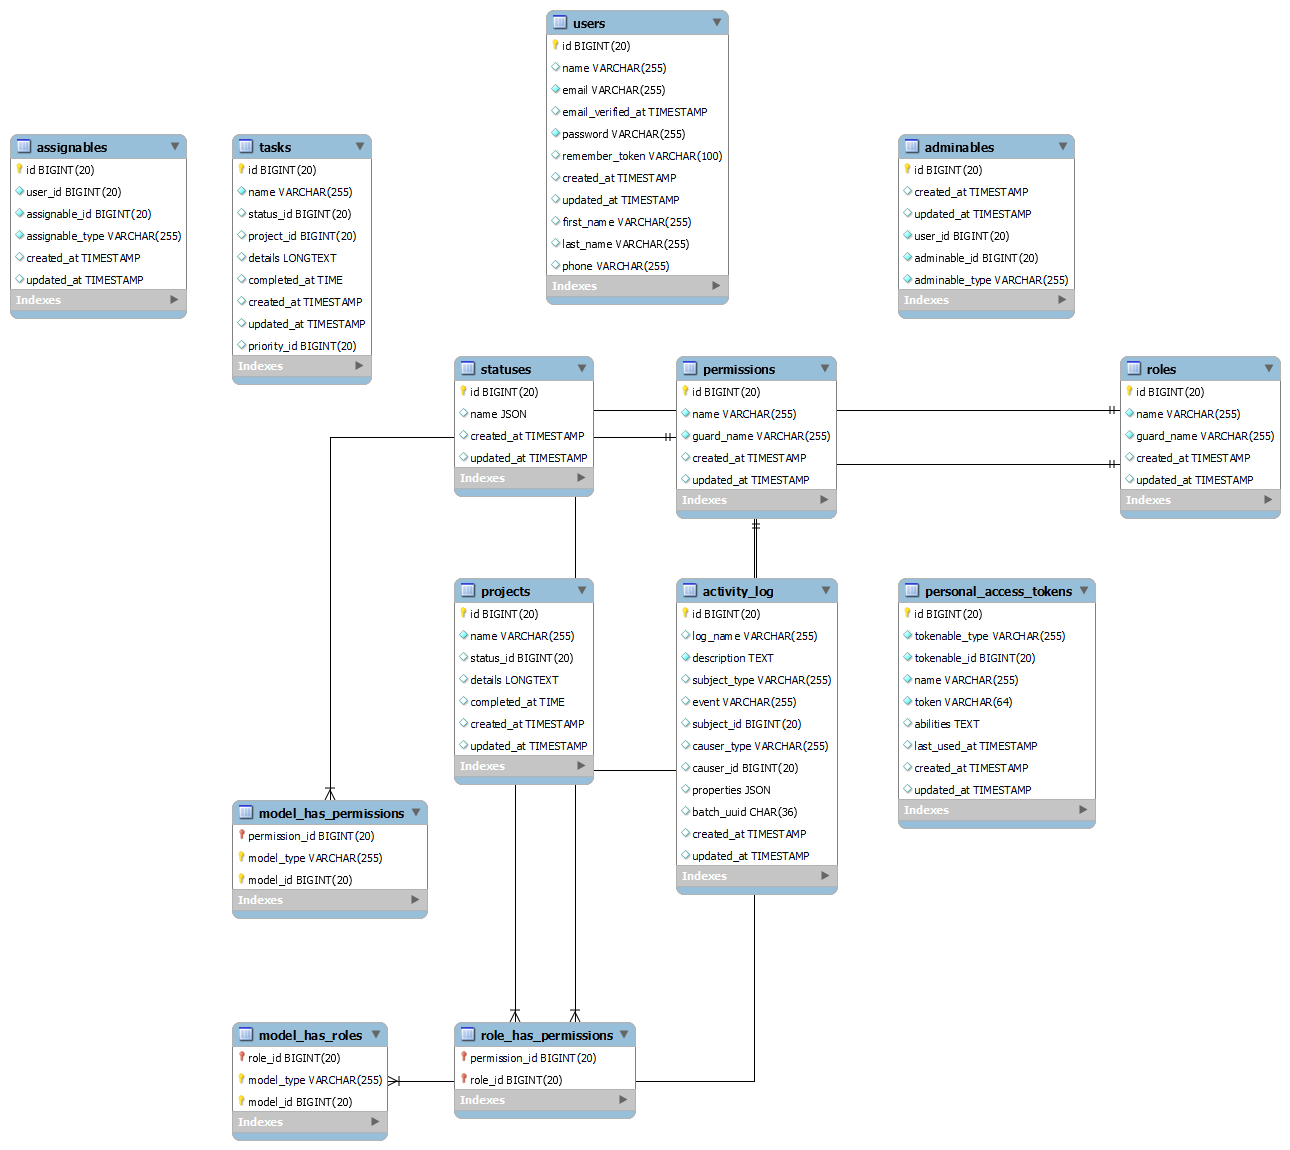 users
id BIGINT(20)
name VARCHAR(255)
email VARCHAR(255)
email_verified_at TIMESTAMP
password VARCHAR(255)
remember_token VARCHAR(100)
created_at TIMESTAMP
updated_at TIMESTAMP
first_name VARCHAR(255)
last_name VARCHAR(255)
phone VARCHAR(255)
Indexes
assignables
id BIGINT(20)
user_id BIGINT(20)
assignable_id BIGINT(20)
assignable_type VARCHAR(255)
created_at TIMESTAMP
updated_at TIMESTAMP
Indexes
tasks
id BIGINT(20)
name VARCHAR(255)
status_id BIGINT(20)
project_id BIGINT(20)
details LONGTEXT
completed_at TIME
created_at TIMESTAMP
updated_at TIMESTAMP
priority_id BIGINT(20)
Indexes
adminables
id BIGINT(20)
created_at TIMESTAMP
updated_at TIMESTAMP
user_id BIGINT(20)
adminable_id BIGINT(20)
adminable_type VARCHAR(255)
Indexes
statuses
id BIGINT(20)
name JSON
created_at TIMESTAMP
updated_at TIMESTAMP
Indexes
permissions
id BIGINT(20)
name VARCHAR(255)
guard_name VARCHAR(255)
created_at TIMESTAMP
updated_at TIMESTAMP
Indexes
roles
id BIGINT(20)
name VARCHAR(255)
guard_name VARCHAR(255)
created_at TIMESTAMP
updated_at TIMESTAMP
Indexes
projects
id BIGINT(20)
name VARCHAR(255)
status_id BIGINT(20)
details LONGTEXT
completed_at TIME
created_at TIMESTAMP
updated_at TIMESTAMP
Indexes
activity_log
id BIGINT(20)
log_name VARCHAR(255)
description TEXT
subject_type VARCHAR(255)
event VARCHAR(255)
subject_id BIGINT(20)
causer_type VARCHAR(255)
causer_id BIGINT(20)
properties JSON
batch_uuid CHAR(36)
created_at TIMESTAMP
updated_at TIMESTAMP
Indexes
personal_access_tokens
id BIGINT(20)
tokenable_type VARCHAR(255)
tokenable_id BIGINT(20)
name VARCHAR(255)
token VARCHAR(64)
abilities TEXT
last_used_at TIMESTAMP
created_at TIMESTAMP
updated_at TIMESTAMP
Indexes
model_has_permissions
permission_id BIGINT(20)
model_type VARCHAR(255)
model_id BIGINT(20)
Indexes
model_has_roles
role_id BIGINT(20)
model_type VARCHAR(255)
model_id BIGINT(20)
Indexes
role_has_permissions
permission_id BIGINT(20)
role_id BIGINT(20)
Indexes